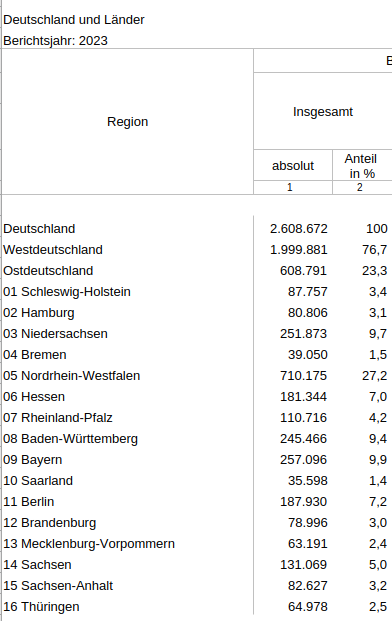 Deutschland und Länder
Berichtsjahr: 2023
Region
Insgesamt
absolut Anteil in %
1 2
Deutschland 2.608.672 100
Westdeutschland 1.999.881 76,7
Ostdeutschland 608.791 23,3
01 Schleswig-Holstein 87.757 3,4
02 Hamburg 80.806 3,1
03 Niedersachsen 251.873 9,7
04 Bremen 39.050 1,5
05 Nordrhein-Westfalen 710.175 27,2
06 Hessen 181.344 7,0
07 Rheinland-Pfalz 110.716 4,2
08 Baden-Württemberg 245.466 9,4
09 Bayern 257.096 9,9
10 Saarland 35.598 1,4
11 Berlin 187.930 7,2
12 Brandenburg 78.996 3,0
13 Mecklenburg-Vorpommern 63.191 2,4
14 Sachsen 131.069 5,0
15 Sachsen-Anhalt 82.627 3,2
16 Thüringen 64.978 2,5